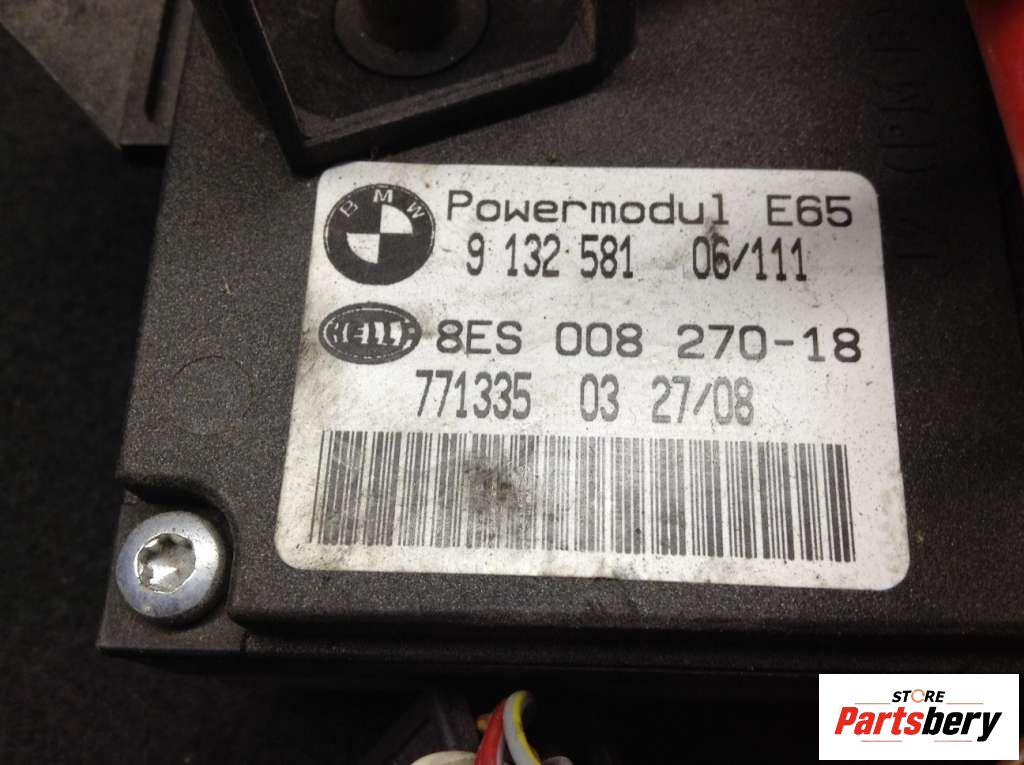 BMW Powermodul E65
9 132 581 06/111
HELLA 8ES 008 270-18
771335 03 27/08
STORE
Partsbery